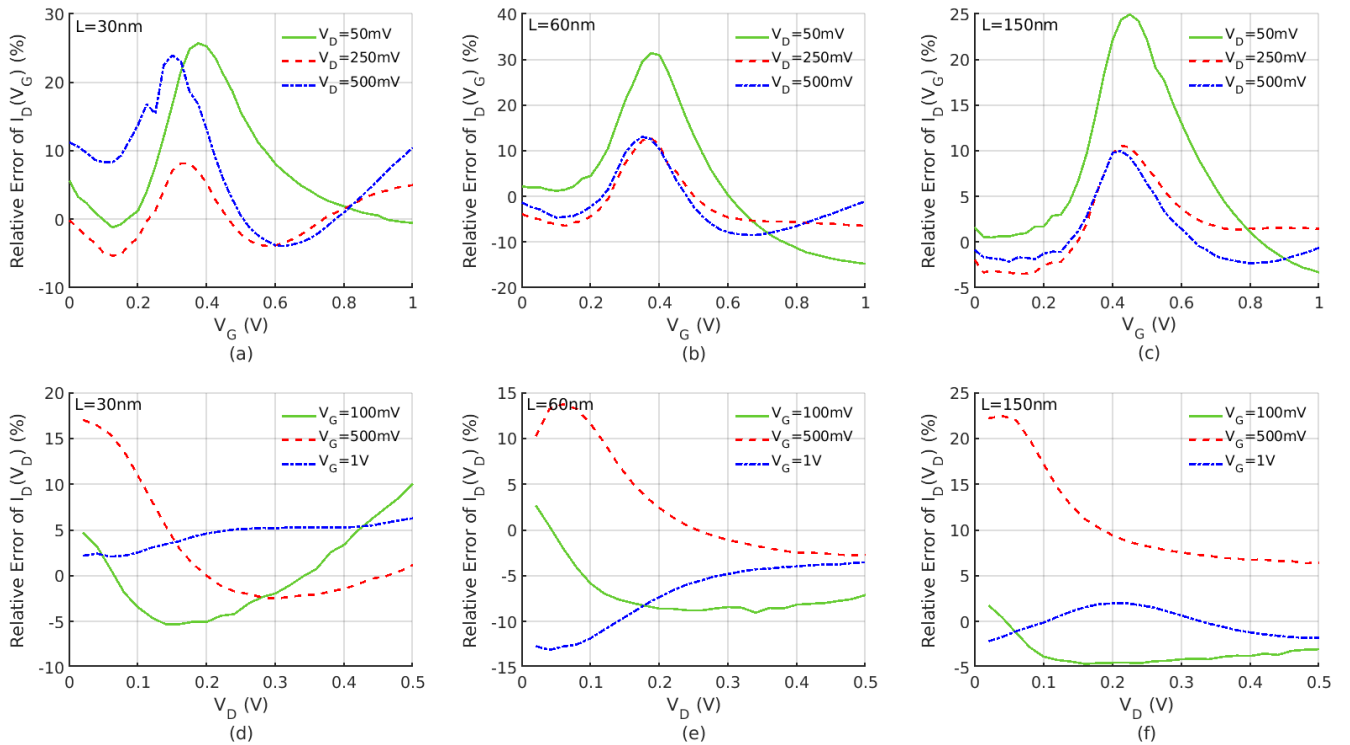 L=30nm
V_D=50mV
V_D=250mV
V_D=500mV
Relative Error of I_D(V_G) (%)
30
20
10
0
-10
0
0.2
0.4
0.6
0.8
1
V_G (V)
(a)
L=60nm
V_D=50mV
V_D=250mV
V_D=500mV
Relative Error of I_D(V_G) (%)
40
30
20
10
0
-10
-20
0
0.2
0.4
0.6
0.8
1
V_G (V)
(b)
L=150nm
V_D=50mV
V_D=250mV
V_D=500mV
Relative Error of I_D(V_G) (%)
25
20
15
10
5
0
-5
0
0.2
0.4
0.6
0.8
1
V_G (V)
(c)
L=30nm
V_G=100mV
V_G=500mV
V_G=1V
Relative Error of I_D(V_D) (%)
20
15
10
5
0
-5
-10
0
0.1
0.2
0.3
0.4
0.5
V_D (V)
(d)
L=60nm
V_G=100mV
V_G=500mV
V_G=1V
Relative Error of I_D(V_D) (%)
15
10
5
0
-5
-10
-15
0
0.1
0.2
0.3
0.4
0.5
V_D (V)
(e)
L=150nm
V_G=100mV
V_G=500mV
V_G=1V
Relative Error of I_D(V_D) (%)
25
20
15
10
5
0
-5
0
0.1
0.2
0.3
0.4
0.5
V_D (V)
(f)